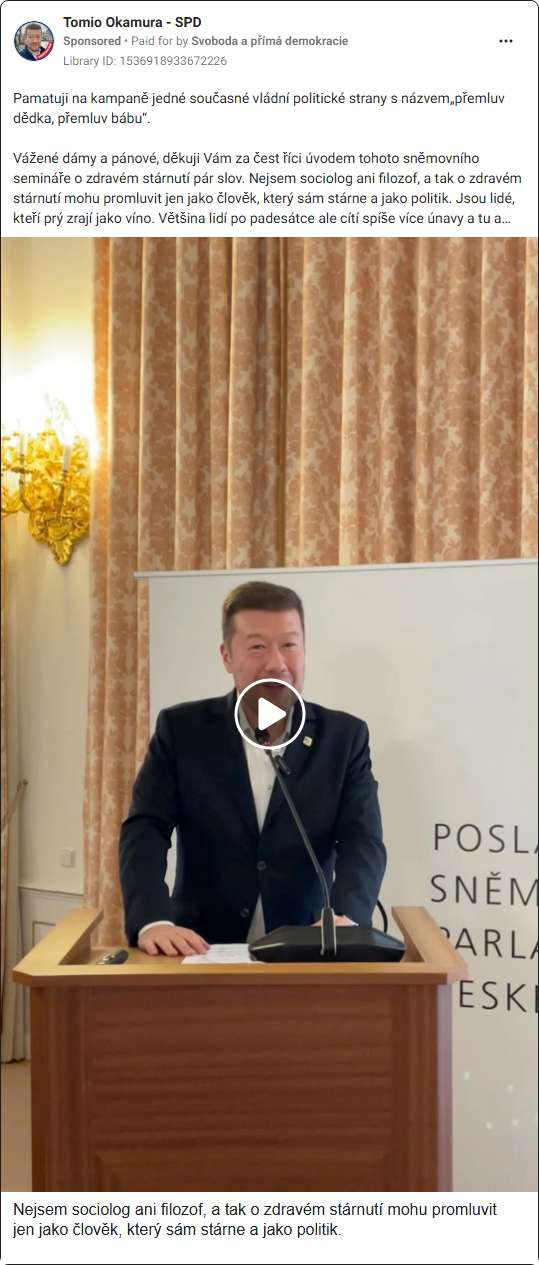 Tomio Okamura - SPD
Sponsored • Paid for by Svoboda a přímá demokracie
Library ID: 1536918933672226
Pamatuji na kampaně jedné současné vládní politické strany s názvem„přemluv
dědka, přemluv bábu“.
Vážené dámy a pánové, děkuji Vám za čest říci úvodem tohoto sněmovního
semináře o zdravém stárnutí pár slov. Nejsem sociolog ani filozof, a tak o zdravém
stárnutí mohu promluvit jen jako člověk, který sám stárne a jako politik. Jsou lidé,
kteří prý zrají jako víno. Většina lidí po padesátce ale cítí spíše více únavy a tu a...
POSLA
SNĚM
PARLA
ESKÉ
Nejsem sociolog ani filozof, a tak o zdravém stárnutí mohu promluvit
jen jako člověk, který sám stárne a jako politik.